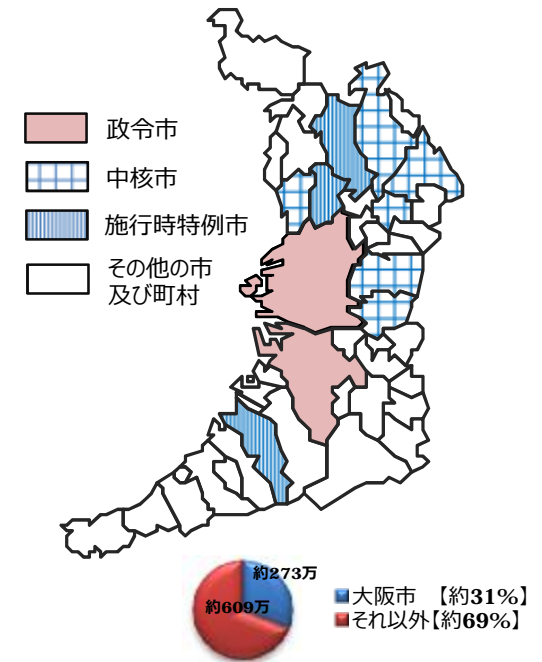 政令市
中核市
施行時特例市
その他の市
及び町村
約273万
約609万
大阪市 【約31%】
それ以外【約69%】